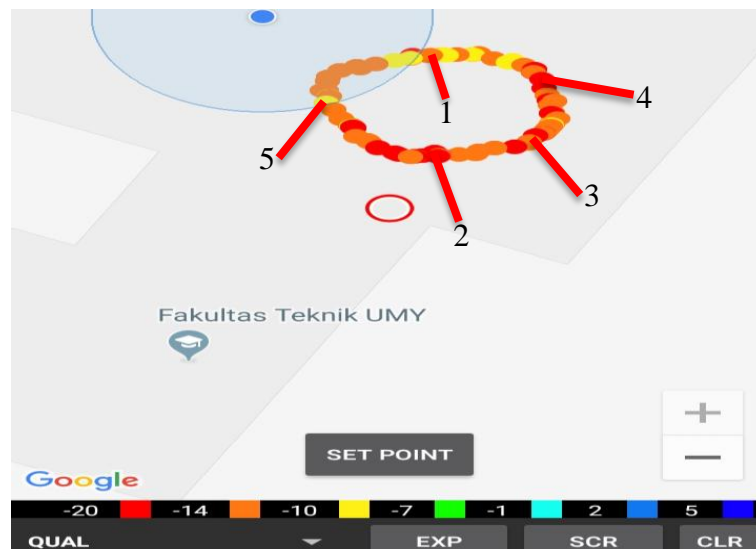 1
4
5
3
2
Fakultas Teknik UMY
+
SET POINT
—
Google
-20 -14 -10 -7 -1 2 5
QUAL EXP SCR CLR